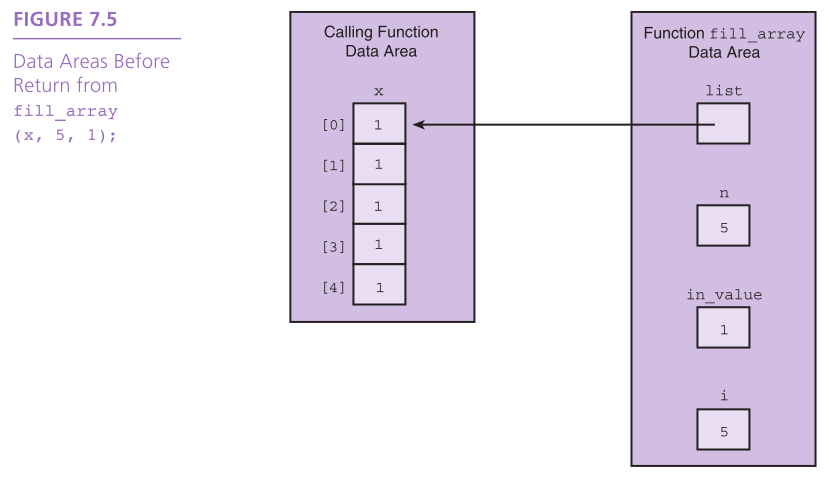 FIGURE 7.5
Data Areas Before
Return from
fill_array
(x, 5, 1);
Calling Function
Data Area
x
[0] 1
[1] 1
[2] 1
[3] 1
[4] 1
Function fill_array
Data Area
list
n
5
in_value
1
i
5